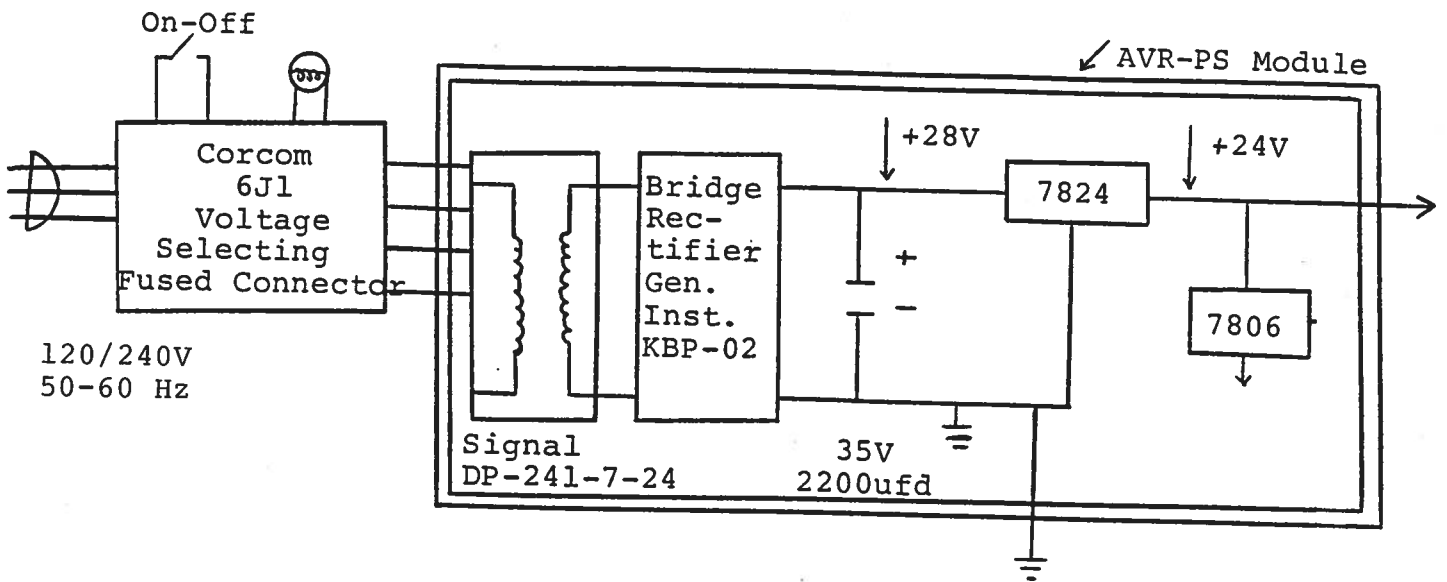 On-Off
AVR-PS Module
Corcom
6J1
Voltage
Selecting
Fused Connector
120/240V
50-60 Hz
Signal
DP-241-7-24
Bridge
Rec-
tifier
Gen.
Inst.
KBP-02
+28V
+
-
35V
2200ufd
7824
+24V
7806